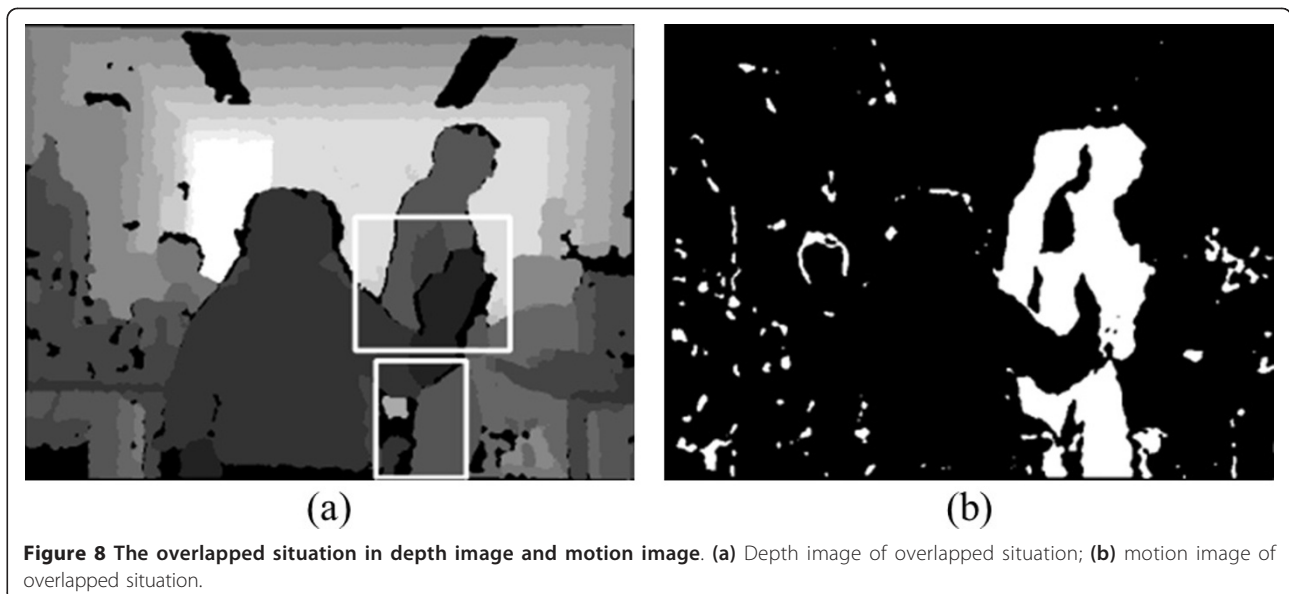 (a) (b)
Figure 8 The overlapped situation in depth image and motion image. (a) Depth image of overlapped situation; (b) motion image of
overlapped situation.